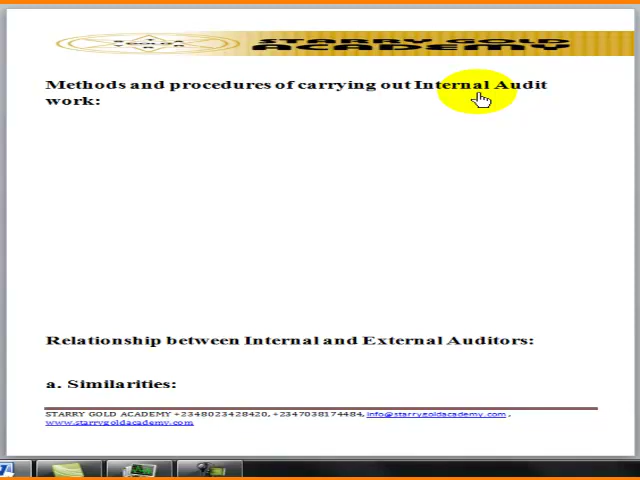 STARRY GOLD
ACADEMY
Methods and procedures of carrying out Internal Audit
work:
Relationship between Internal and External Auditors:
a. Similarities:
STARRY GOLD ACADEMY +2348023428420, +2347038174484, info@starrygoldacademy.com ,
www.starrygoldacademy.com